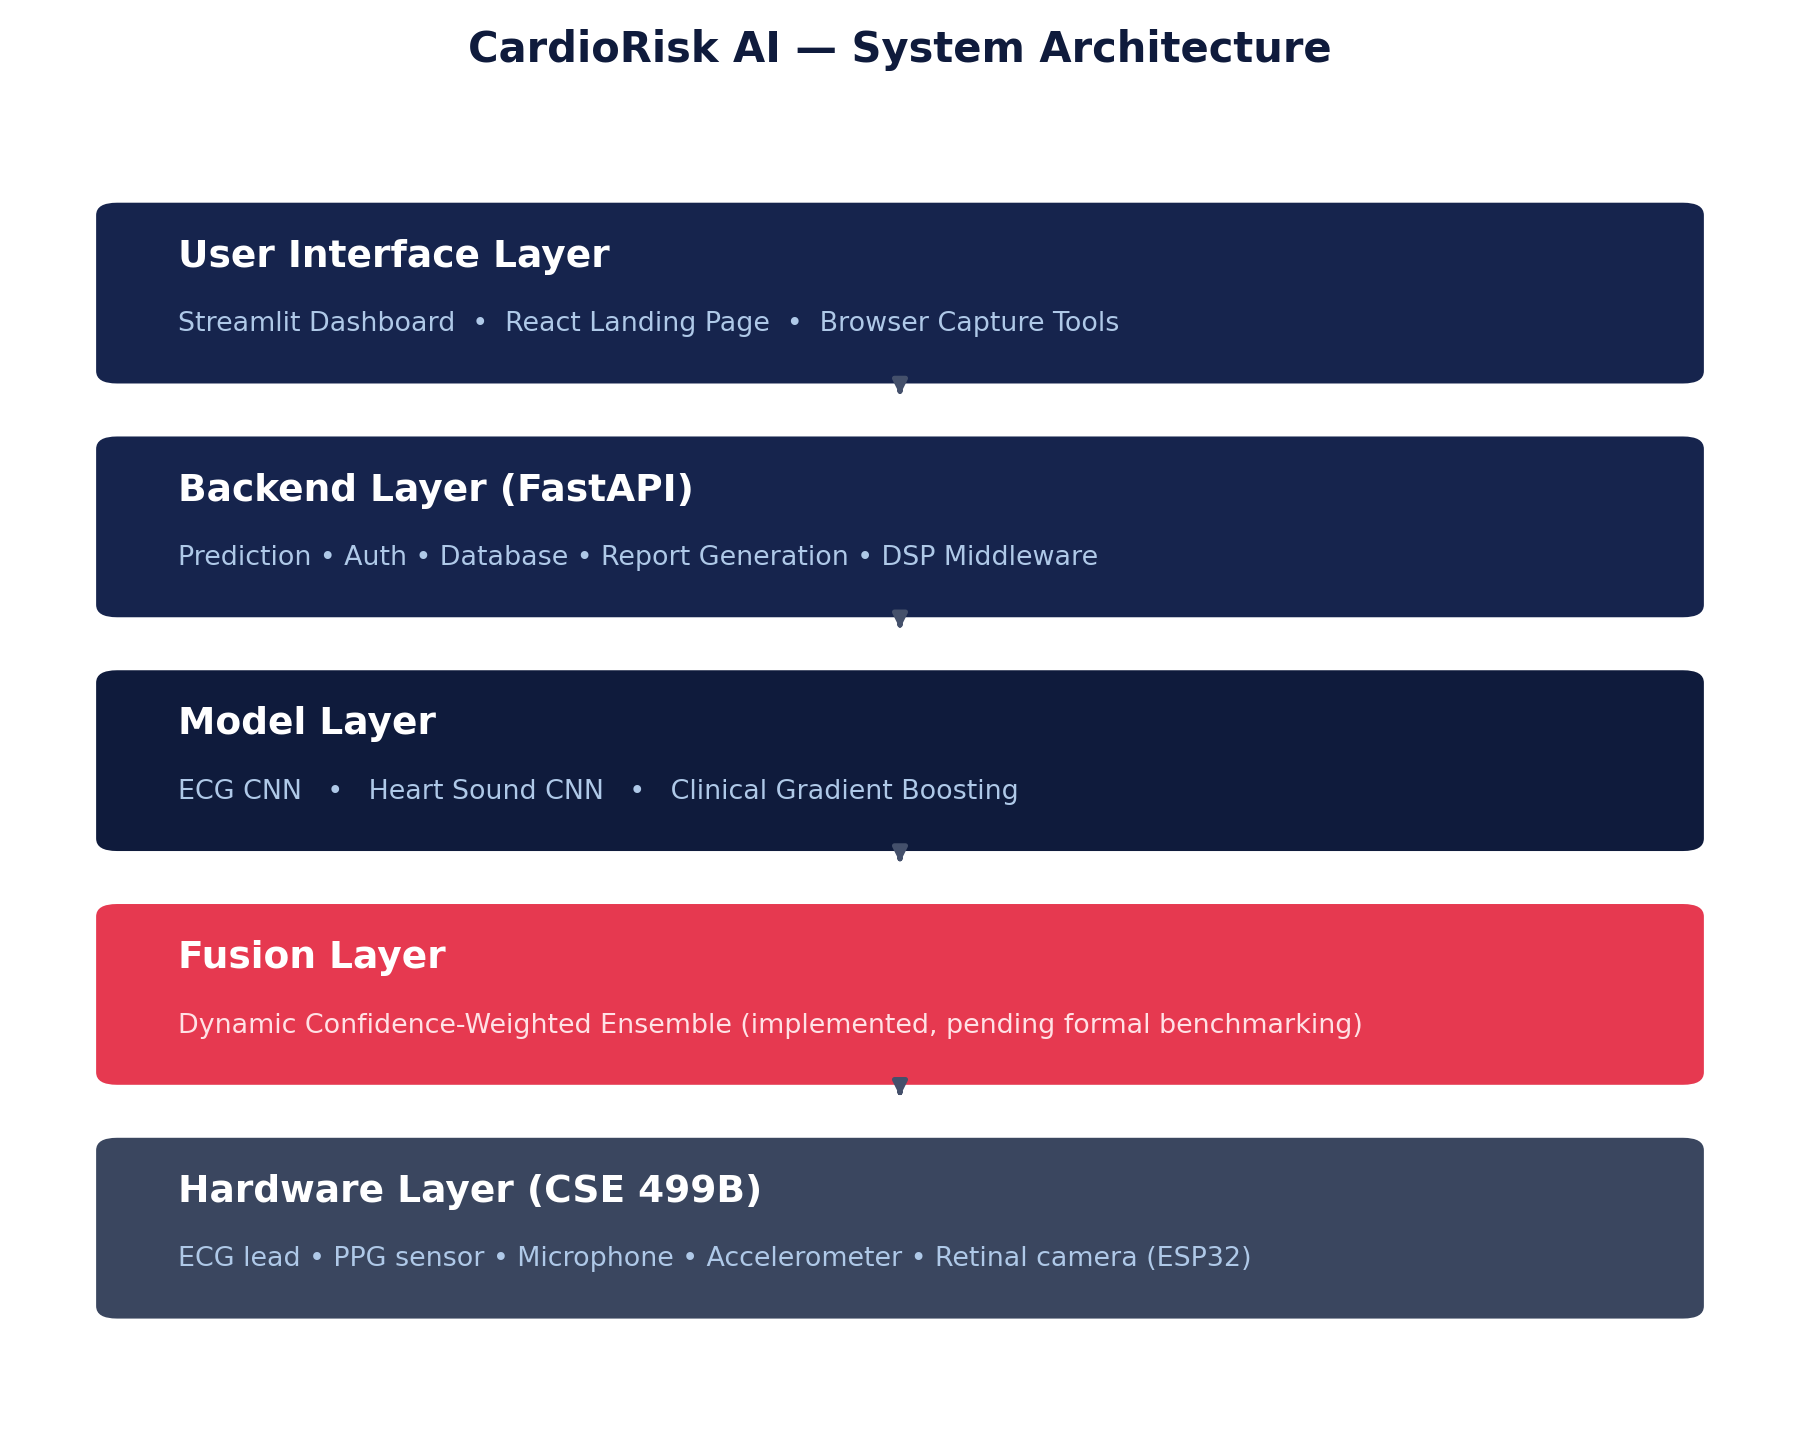 CardioRisk AI — System Architecture
User Interface Layer
Streamlit Dashboard • React Landing Page • Browser Capture Tools
Backend Layer (FastAPI)
Prediction • Auth • Database • Report Generation • DSP Middleware
Model Layer
ECG CNN • Heart Sound CNN • Clinical Gradient Boosting
Fusion Layer
Dynamic Confidence-Weighted Ensemble (implemented, pending formal benchmarking)
Hardware Layer (CSE 499B)
ECG lead • PPG sensor • Microphone • Accelerometer • Retinal camera (ESP32)